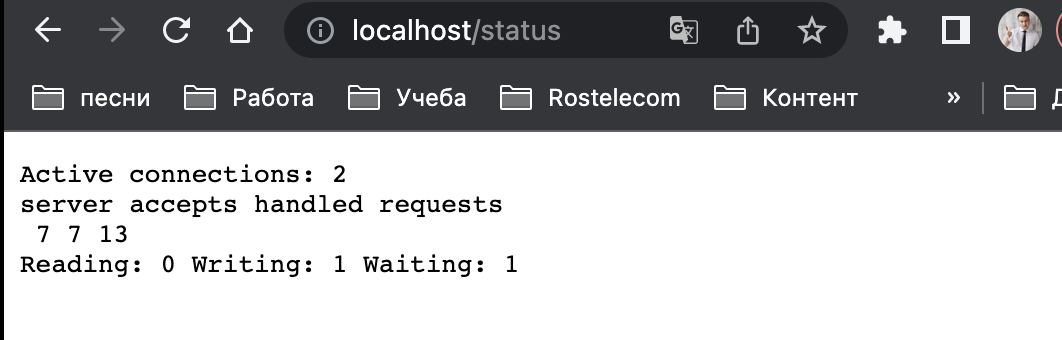 localhost/status
песни Работа Учеба Rostelecom Контент »
Active connections: 2
server accepts handled requests
7 7 13
Reading: 0 Writing: 1 Waiting: 1